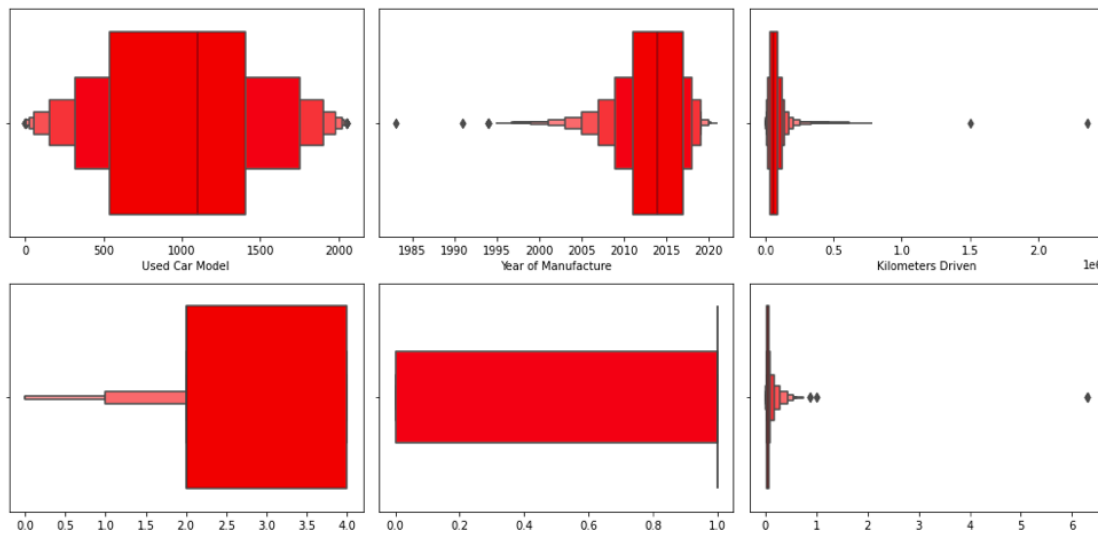 0 500 1000 1500 2000
Used Car Model
1985 1990 1995 2000 2005 2010 2015 2020
Year of Manufacture
0.0 0.5 1.0 1.5 2.0
Kilometers Driven
0.0 0.5 1.0 1.5 2.0 2.5 3.0 3.5 4.0
0.0 0.2 0.4 0.6 0.8 1.0
0 1 2 3 4 5 6